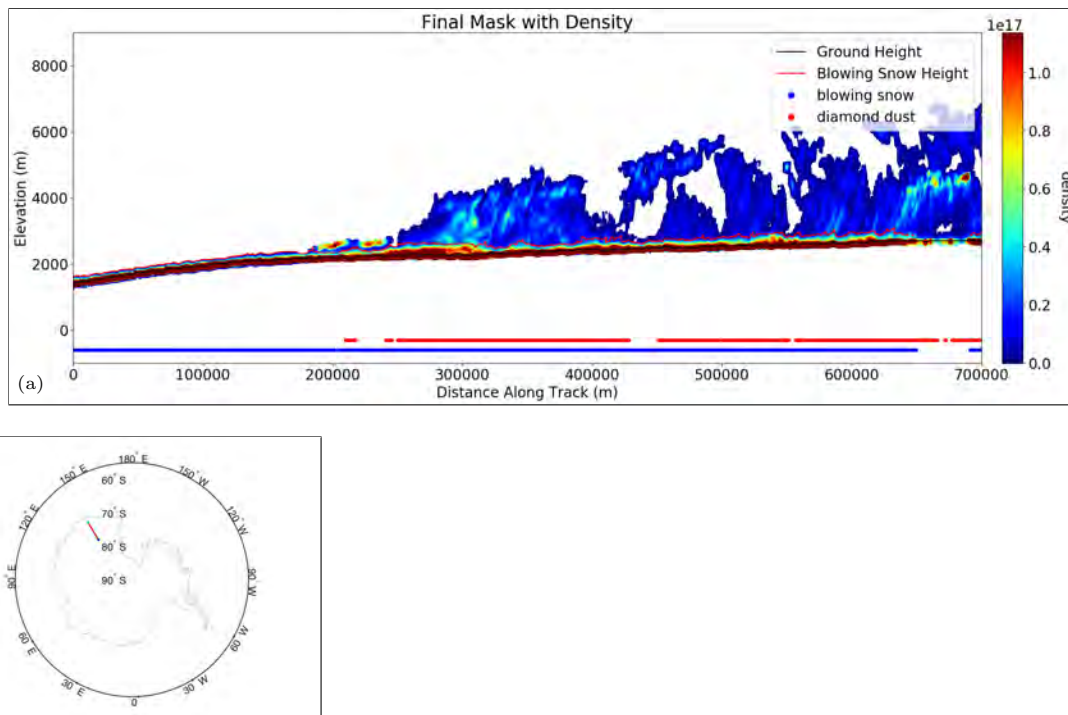 Final Mask with Density
1e17
Ground Height
Blowing Snow Height
blowing snow
diamond dust
8000
6000
4000
2000
0
Elevation (m)
1.0
0.8
0.6
0.4
0.2
0.0
density
0 100000 200000 300000 400000 500000 600000 700000
Distance Along Track (m)
(a)
180° E
150° E
150° W
120° E
120° W
90° E
90° W
60° E
60° W
30° E
30° W
0
60° S
70° S
80° S
90° S